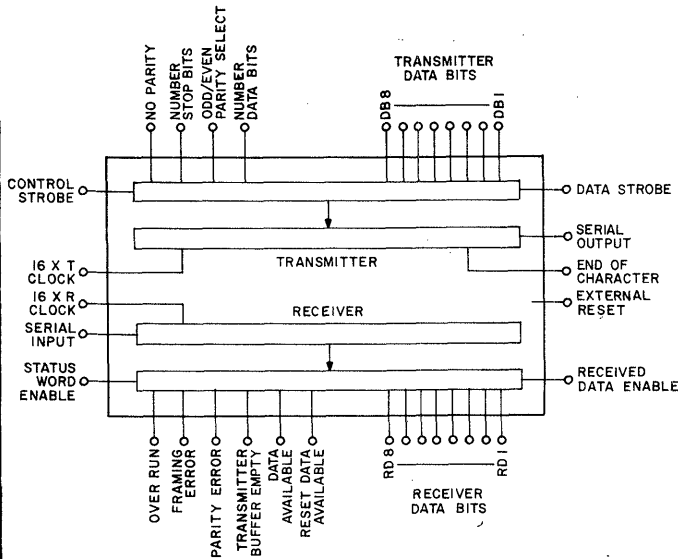 NO PARITY
NUMBER
STOP BITS
ODD/EVEN
PARITY SELECT
NUMBER
DATA BITS
TRANSMITTER
DATA BITS
DB8
DB1
CONTROL
STROBE
DATA STROBE
SERIAL
OUTPUT
TRANSMITTER
16 X T
CLOCK
END OF
CHARACTER
16 X R
CLOCK
RECEIVER
EXTERNAL
RESET
SERIAL
INPUT
STATUS
WORD
ENABLE
RECEIVED
DATA ENABLE
OVER RUN
FRAMING
ERROR
PARITY ERROR
TRANSMITTER
BUFFER EMPTY
DATA
AVAILABLE
RESET DATA
AVAILABLE
RD8
RD1
RECEIVER
DATA BITS